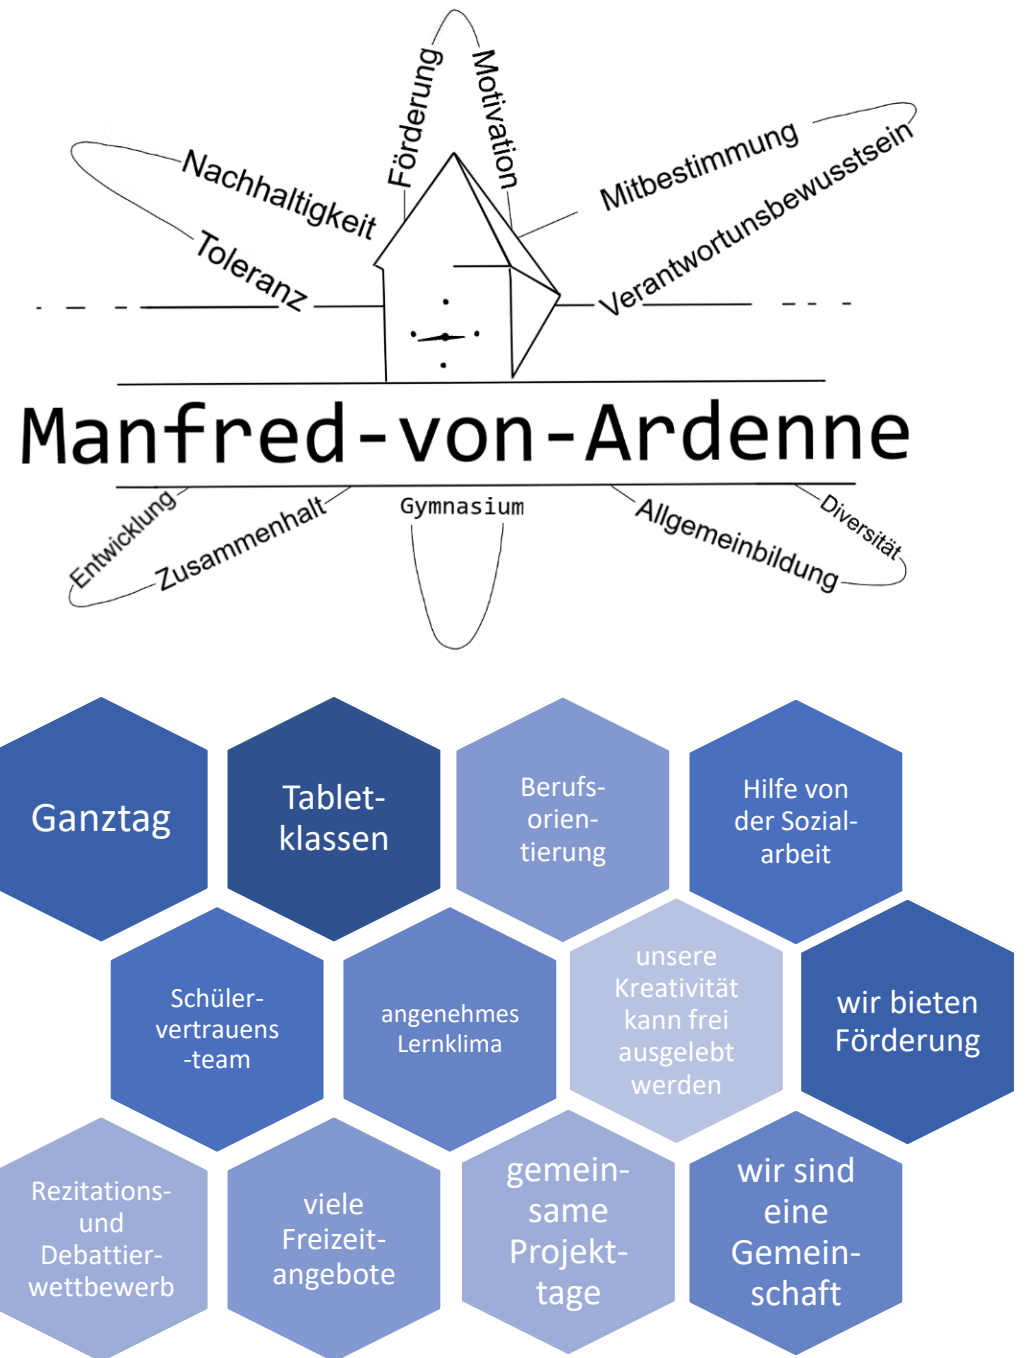 Förderung
Motivation
Nachhaltigkeit
Toleranz
Mitbestimmung
Verantwortunsbewusstsein
Manfred-von-Ardenne
Gymnasium
Entwicklung
Zusammenhalt
Allgemeinbildung
Diversität
Ganztag
Tablet-
klassen
Berufs-
orien-
tierung
Hilfe von
der Sozial-
arbeit
Schüler-
vertrauens
-team
angenehmes
Lernklima
unsere
Kreativität
kann frei
ausgelebt
werden
wir bieten
Förderung
Rezitations-
und
Debattier-
wettbewerb
viele
Freizeit-
angebote
gemein-
same
Projekt-
tage
wir sind
eine
Gemein-
schaft